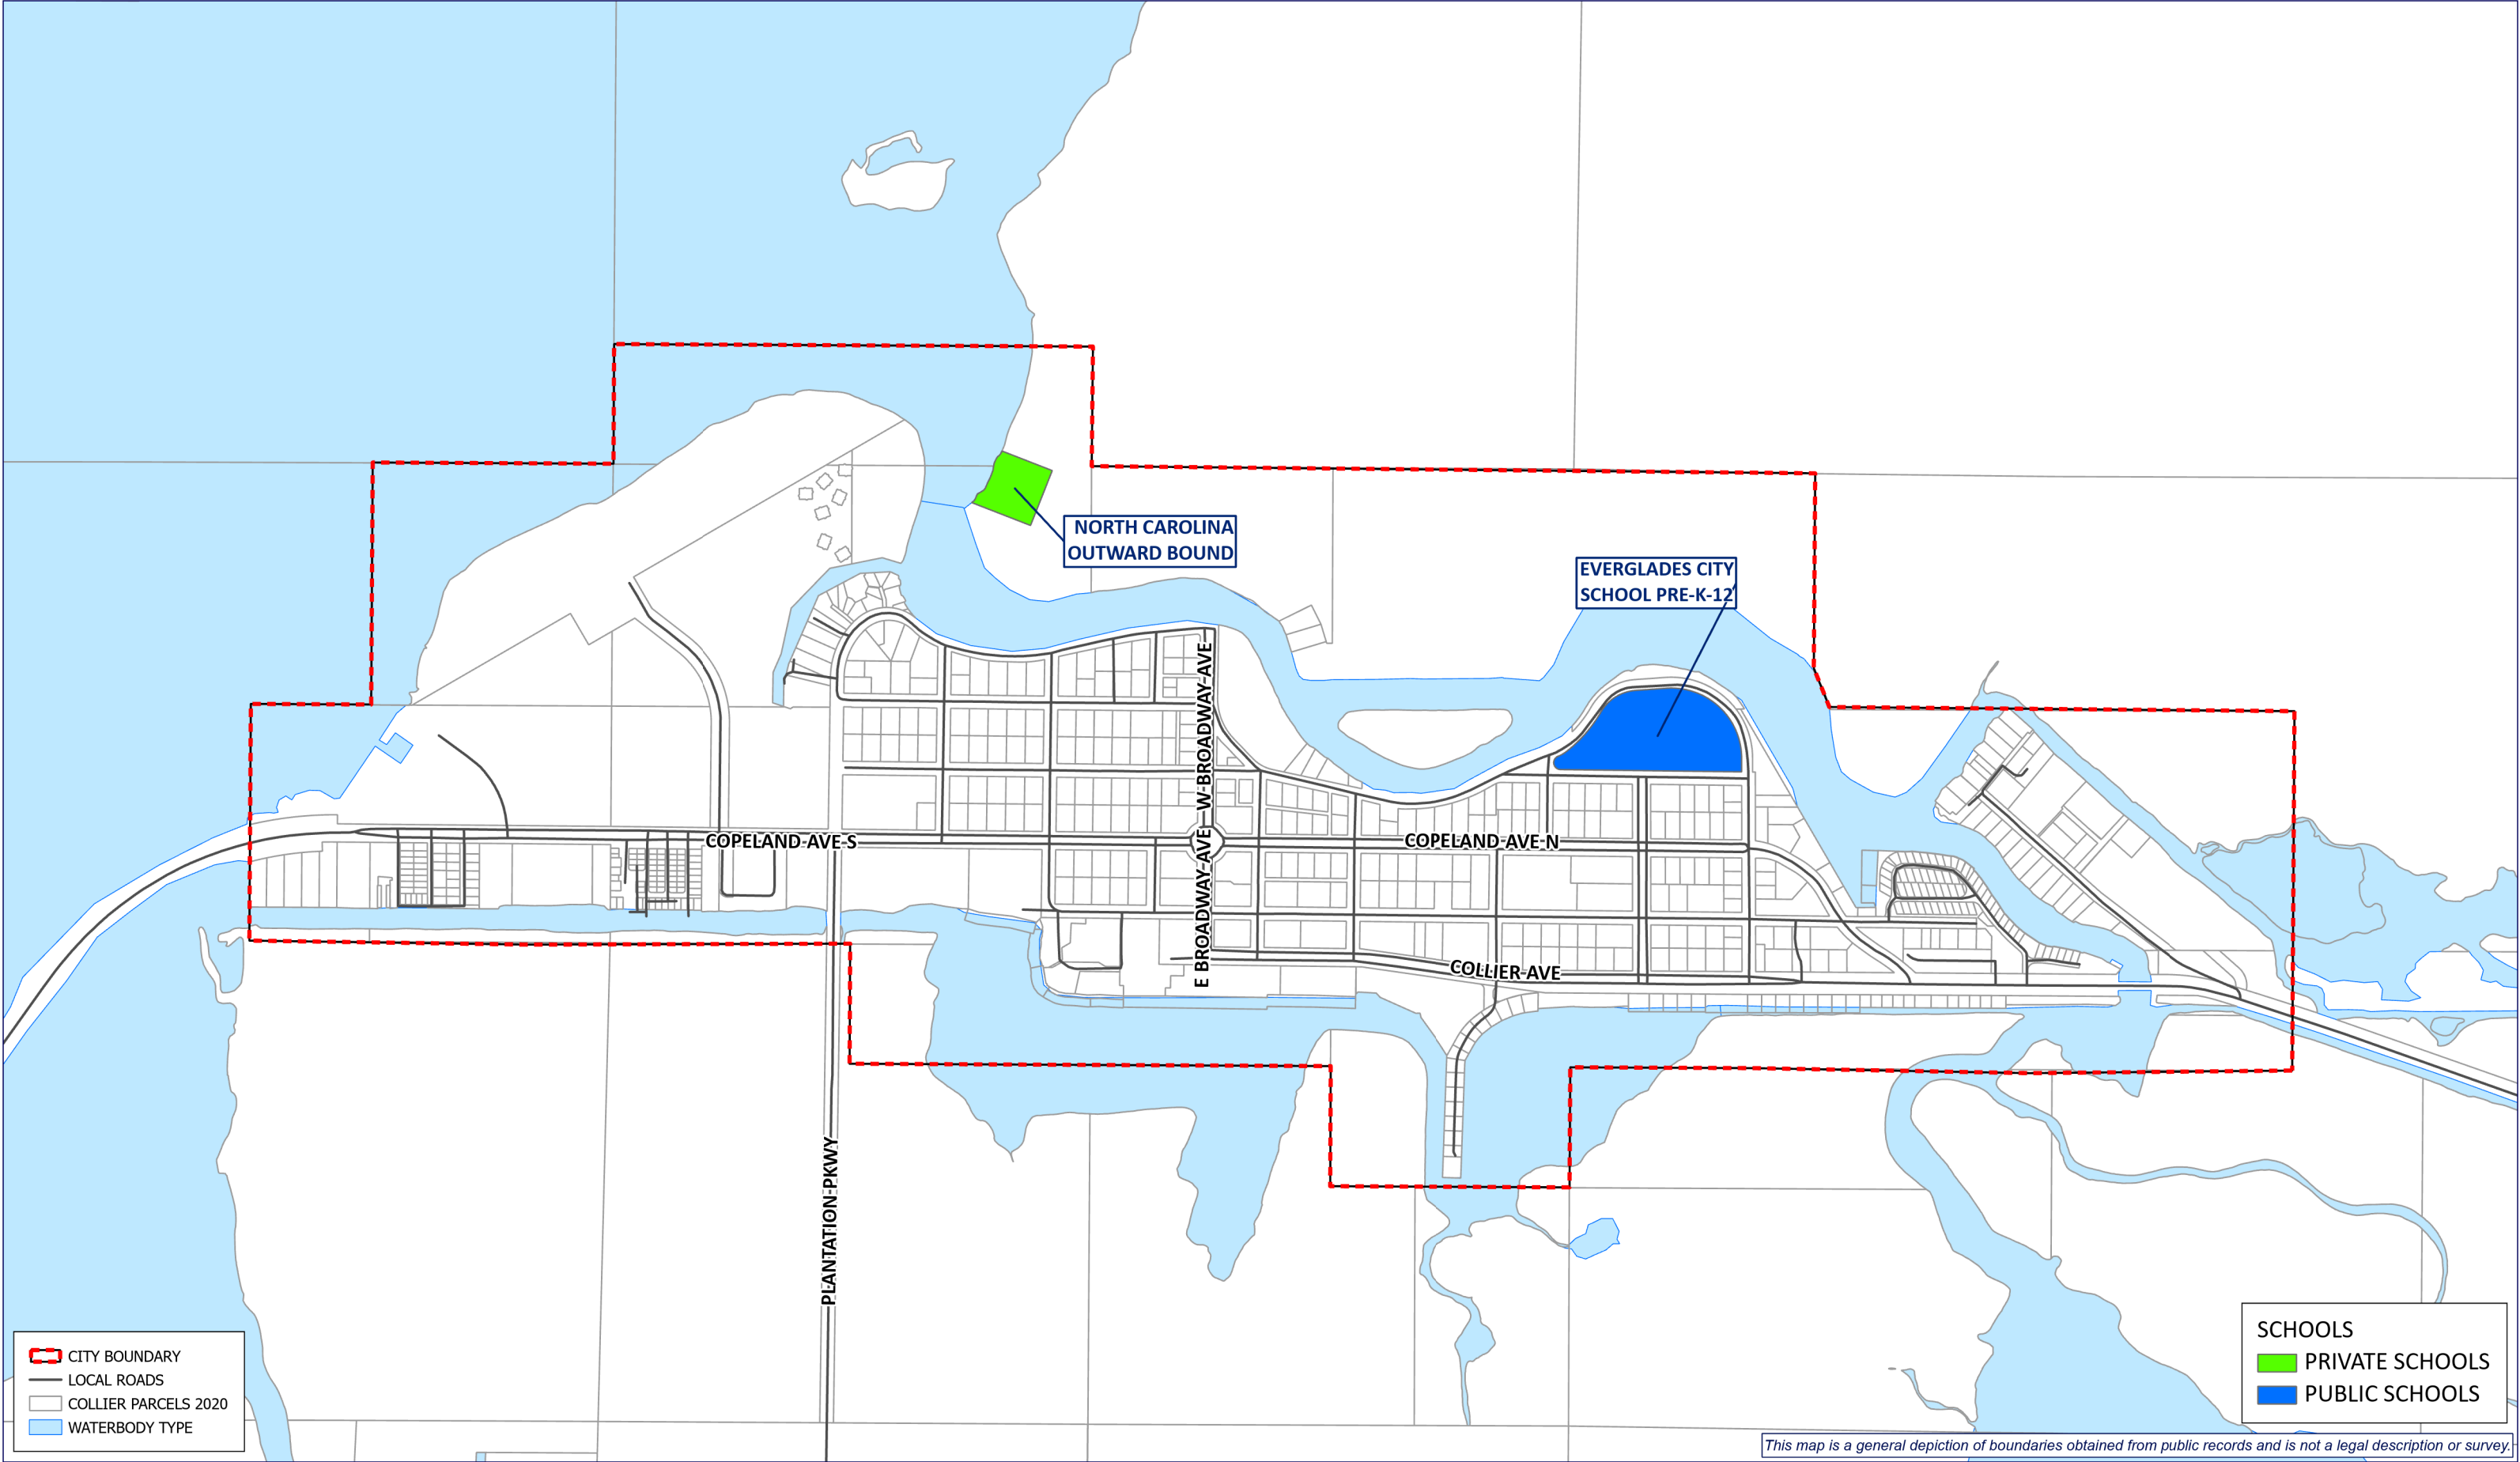 NORTH CAROLINA
OUTWARD BOUND
EVERGLADES CITY
SCHOOL PRE-K-12
W BROADWAY AVE
COPELAND AVE S
COPELAND AVE N
E BROADWAY AVE
COLLIER AVE
PLANTATION PKWY
CITY BOUNDARY
LOCAL ROADS
COLLIER PARCELS 2020
WATERBODY TYPE
SCHOOLS
PRIVATE SCHOOLS
PUBLIC SCHOOLS
This map is a general depiction of boundaries obtained from public records and is not a legal description or survey.